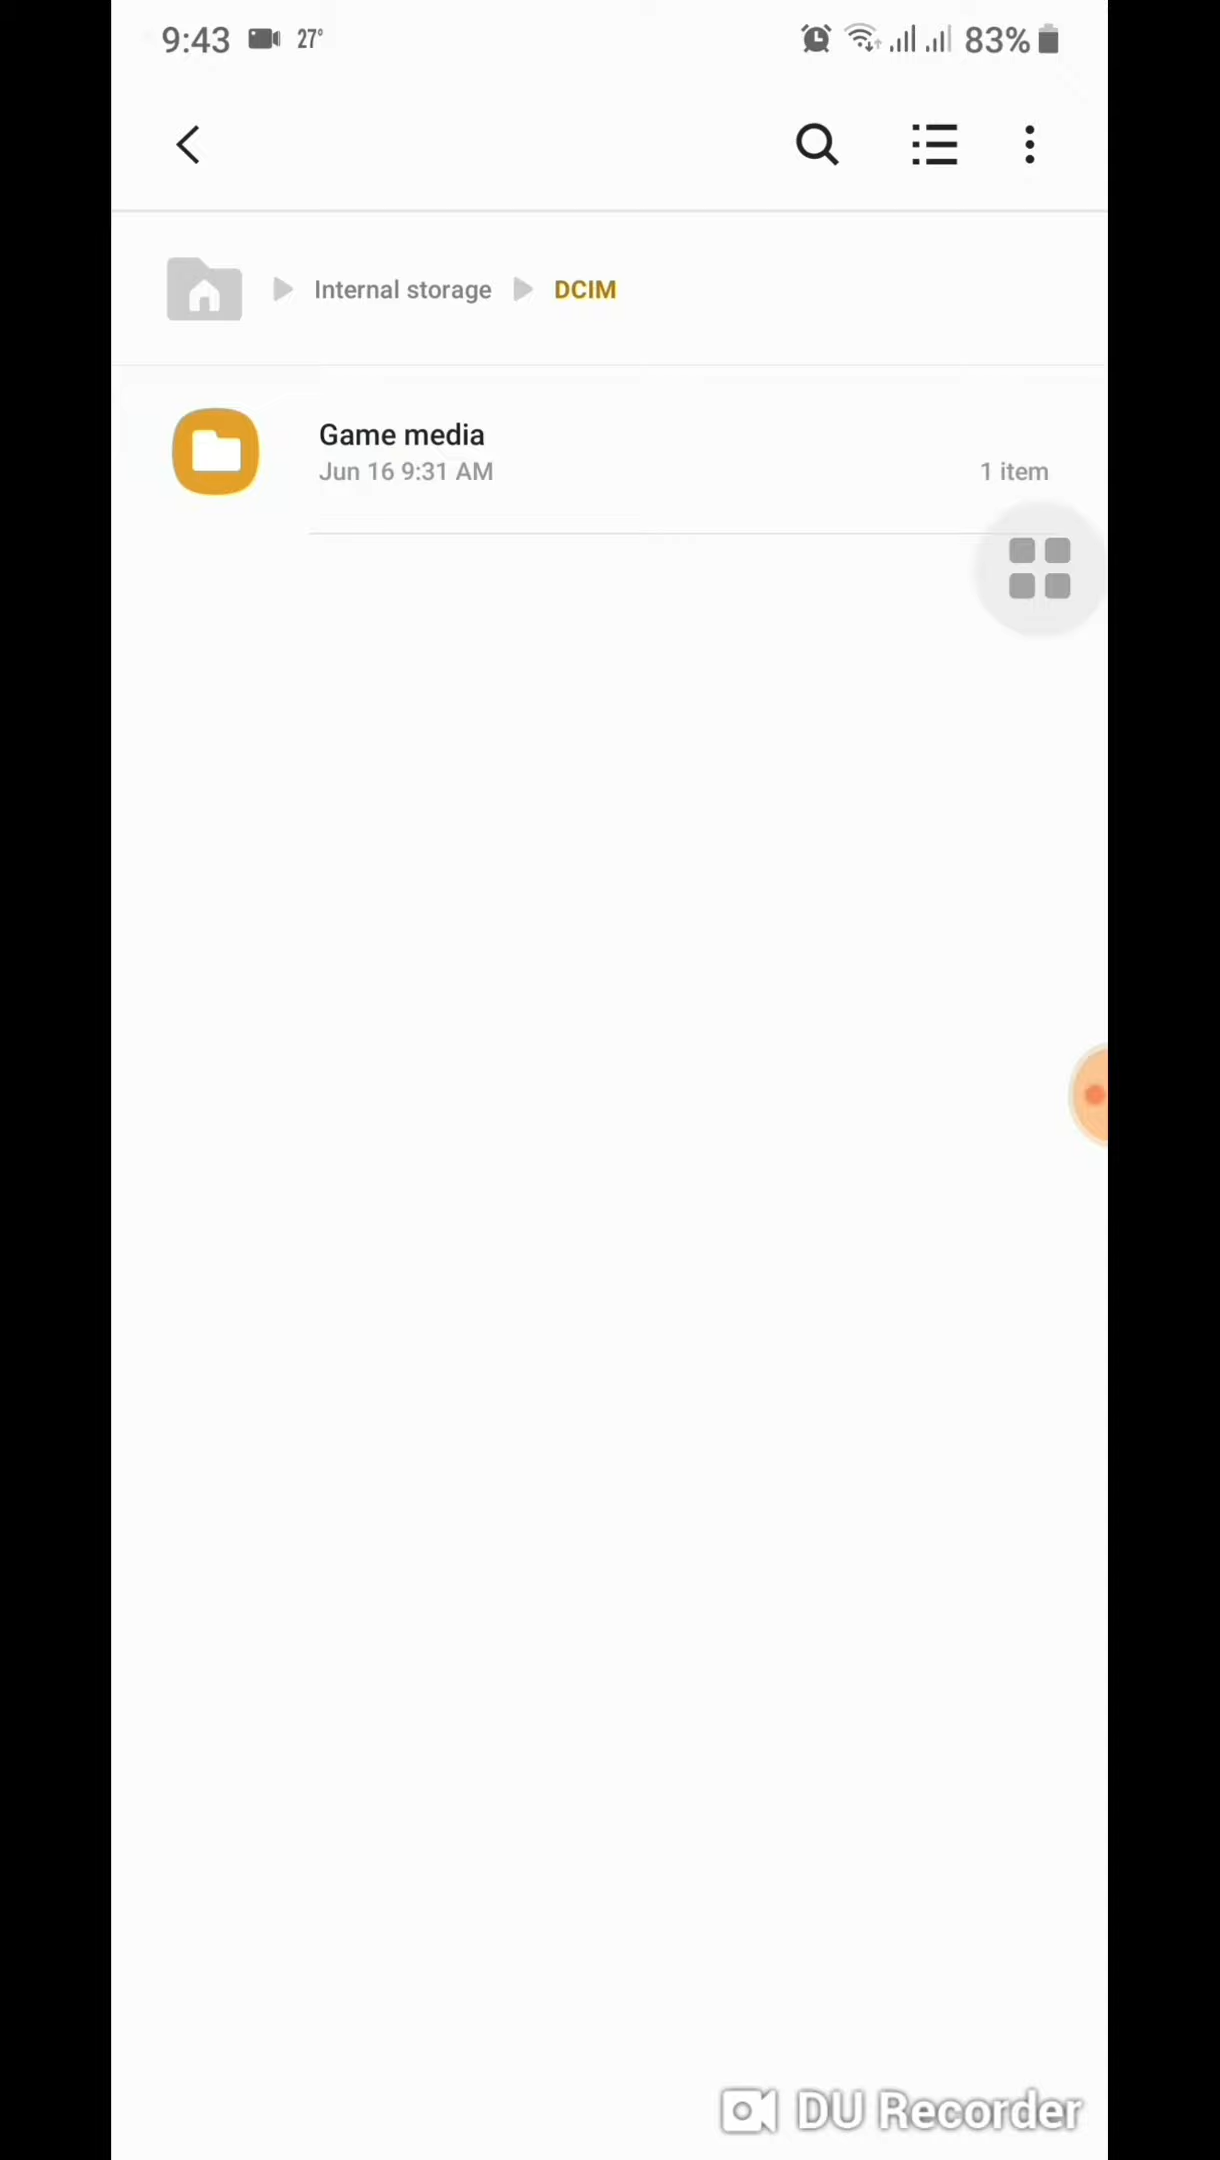 9:43 27° 83%
Internal storage DCIM
Game media
Jun 16 9:31 AM 1 item
DU Recorder